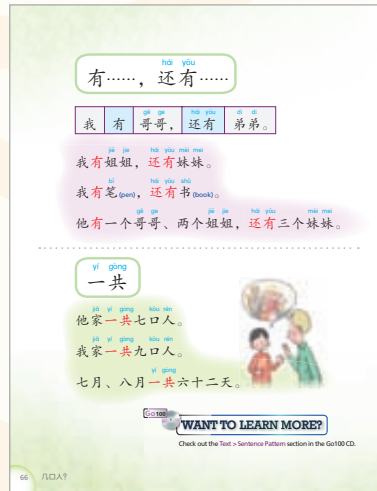 hái yǒu
有……，还有……
gē ge hái yǒu dì di
我 有 哥哥， 还有 弟弟。
jiě jie hái yǒu mèi mei
我有姐姐，还有妹妹。
bǐ hái yǒu shū
我有笔(pen)，还有书(book)。
gē ge jiě jie hái yǒu mèi mei
他有一个哥哥、两个姐姐，还有三个妹妹。
yí gòng
一共
jiā yí gòng kǒu rén
他家一共七口人。
jiā yí gòng kǒu rén
我家一共九口人。
yí gòng
七月、八月一共六十二天。
Go100
WANT TO LEARN MORE?
Check out the Text > Sentence Pattern section in the Go100 CD.
66 几口人?